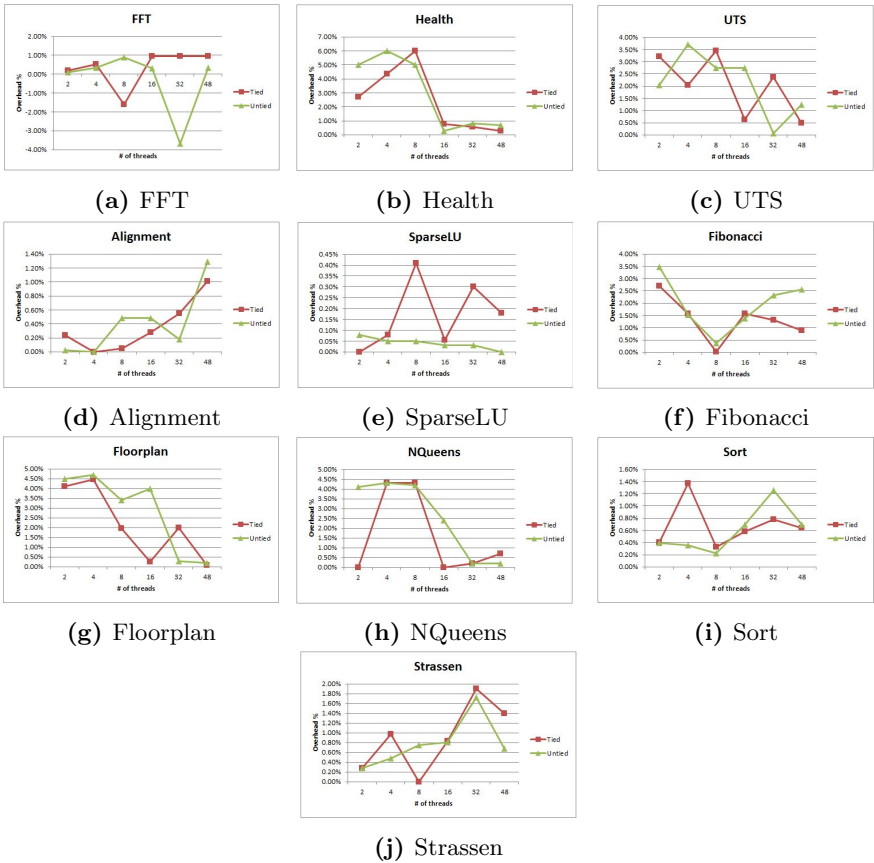 FFT
2.00%
1.00%
0.00%
-1.00%
-2.00%
-3.00%
-4.00%
Overhead %
2 4 8 16 32 48
# of threads
Tied
Untied
(a) FFT
Health
7.00%
6.00%
5.00%
4.00%
3.00%
2.00%
1.00%
0.00%
Overhead %
2 4 8 16 32 48
# of threads
Tied
Untied
(b) Health
UTS
4.00%
3.50%
3.00%
2.50%
2.00%
1.50%
1.00%
0.50%
0.00%
Overhead %
2 4 8 16 32 48
# of threads
Tied
Untied
(c) UTS
Alignment
1.40%
1.20%
1.00%
0.80%
0.60%
0.40%
0.20%
0.00%
Overhead %
2 4 8 16 32 48
# of threads
Tied
Untied
(d) Alignment
SparseLU
0.45%
0.40%
0.35%
0.30%
0.25%
0.20%
0.15%
0.10%
0.05%
0.00%
Overhead %
2 4 8 16 32 48
# of threads
Tied
Untied
(e) SparseLU
Fibonacci
4.00%
3.50%
3.00%
2.50%
2.00%
1.50%
1.00%
0.50%
0.00%
Overhead %
2 4 8 16 32 48
# of threads
Tied
Untied
(f) Fibonacci
Floorplan
5.00%
4.50%
4.00%
3.50%
3.00%
2.50%
2.00%
1.50%
1.00%
0.50%
0.00%
Overhead %
2 4 8 16 32 48
# of threads
Tied
Untied
(g) Floorplan
NQueens
5.00%
4.50%
4.00%
3.50%
3.00%
2.50%
2.00%
1.50%
1.00%
0.50%
0.00%
Overhead %
2 4 8 16 32 48
# of threads
Tied
Untied
(h) NQueens
Sort
1.60%
1.40%
1.20%
1.00%
0.80%
0.60%
0.40%
0.20%
0.00%
Overhead %
2 4 8 16 32 48
# of threads
Tied
Untied
(i) Sort
Strassen
2.00%
1.80%
1.60%
1.40%
1.20%
1.00%
0.80%
0.60%
0.40%
0.20%
0.00%
Overhead %
2 4 8 16 32 48
# of threads
Tied
Untied
(j) Strassen